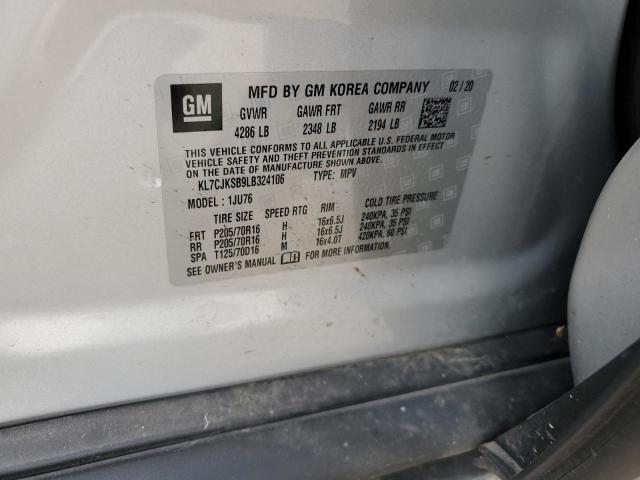 GM
MFD BY GM KOREA COMPANY 02/20
GVWR GAWR FRT GAWR RR
4286 LB 2348 LB 2194 LB
THIS VEHICLE CONFORMS TO ALL APPLICABLE U.S. FEDERAL MOTOR
VEHICLE SAFETY AND THEFT PREVENTION STANDARDS IN EFFECT
ON THE DATE OF MANUFACTURE SHOWN ABOVE.
KL7CJKSB9LB324106 TYPE: MPV
MODEL: 1JU76
TIRE SIZE SPEED RTG RIM COLD TIRE PRESSURE
FRT P205/70R16 H 16x6.5J 240KPA, 35 PSI
RR P205/70R16 H 16x6.5J 240KPA, 35 PSI
SPA T125/70D16 M 16x4.0T 420KPA, 60 PSI
SEE OWNER'S MANUAL FOR MORE INFORMATION.